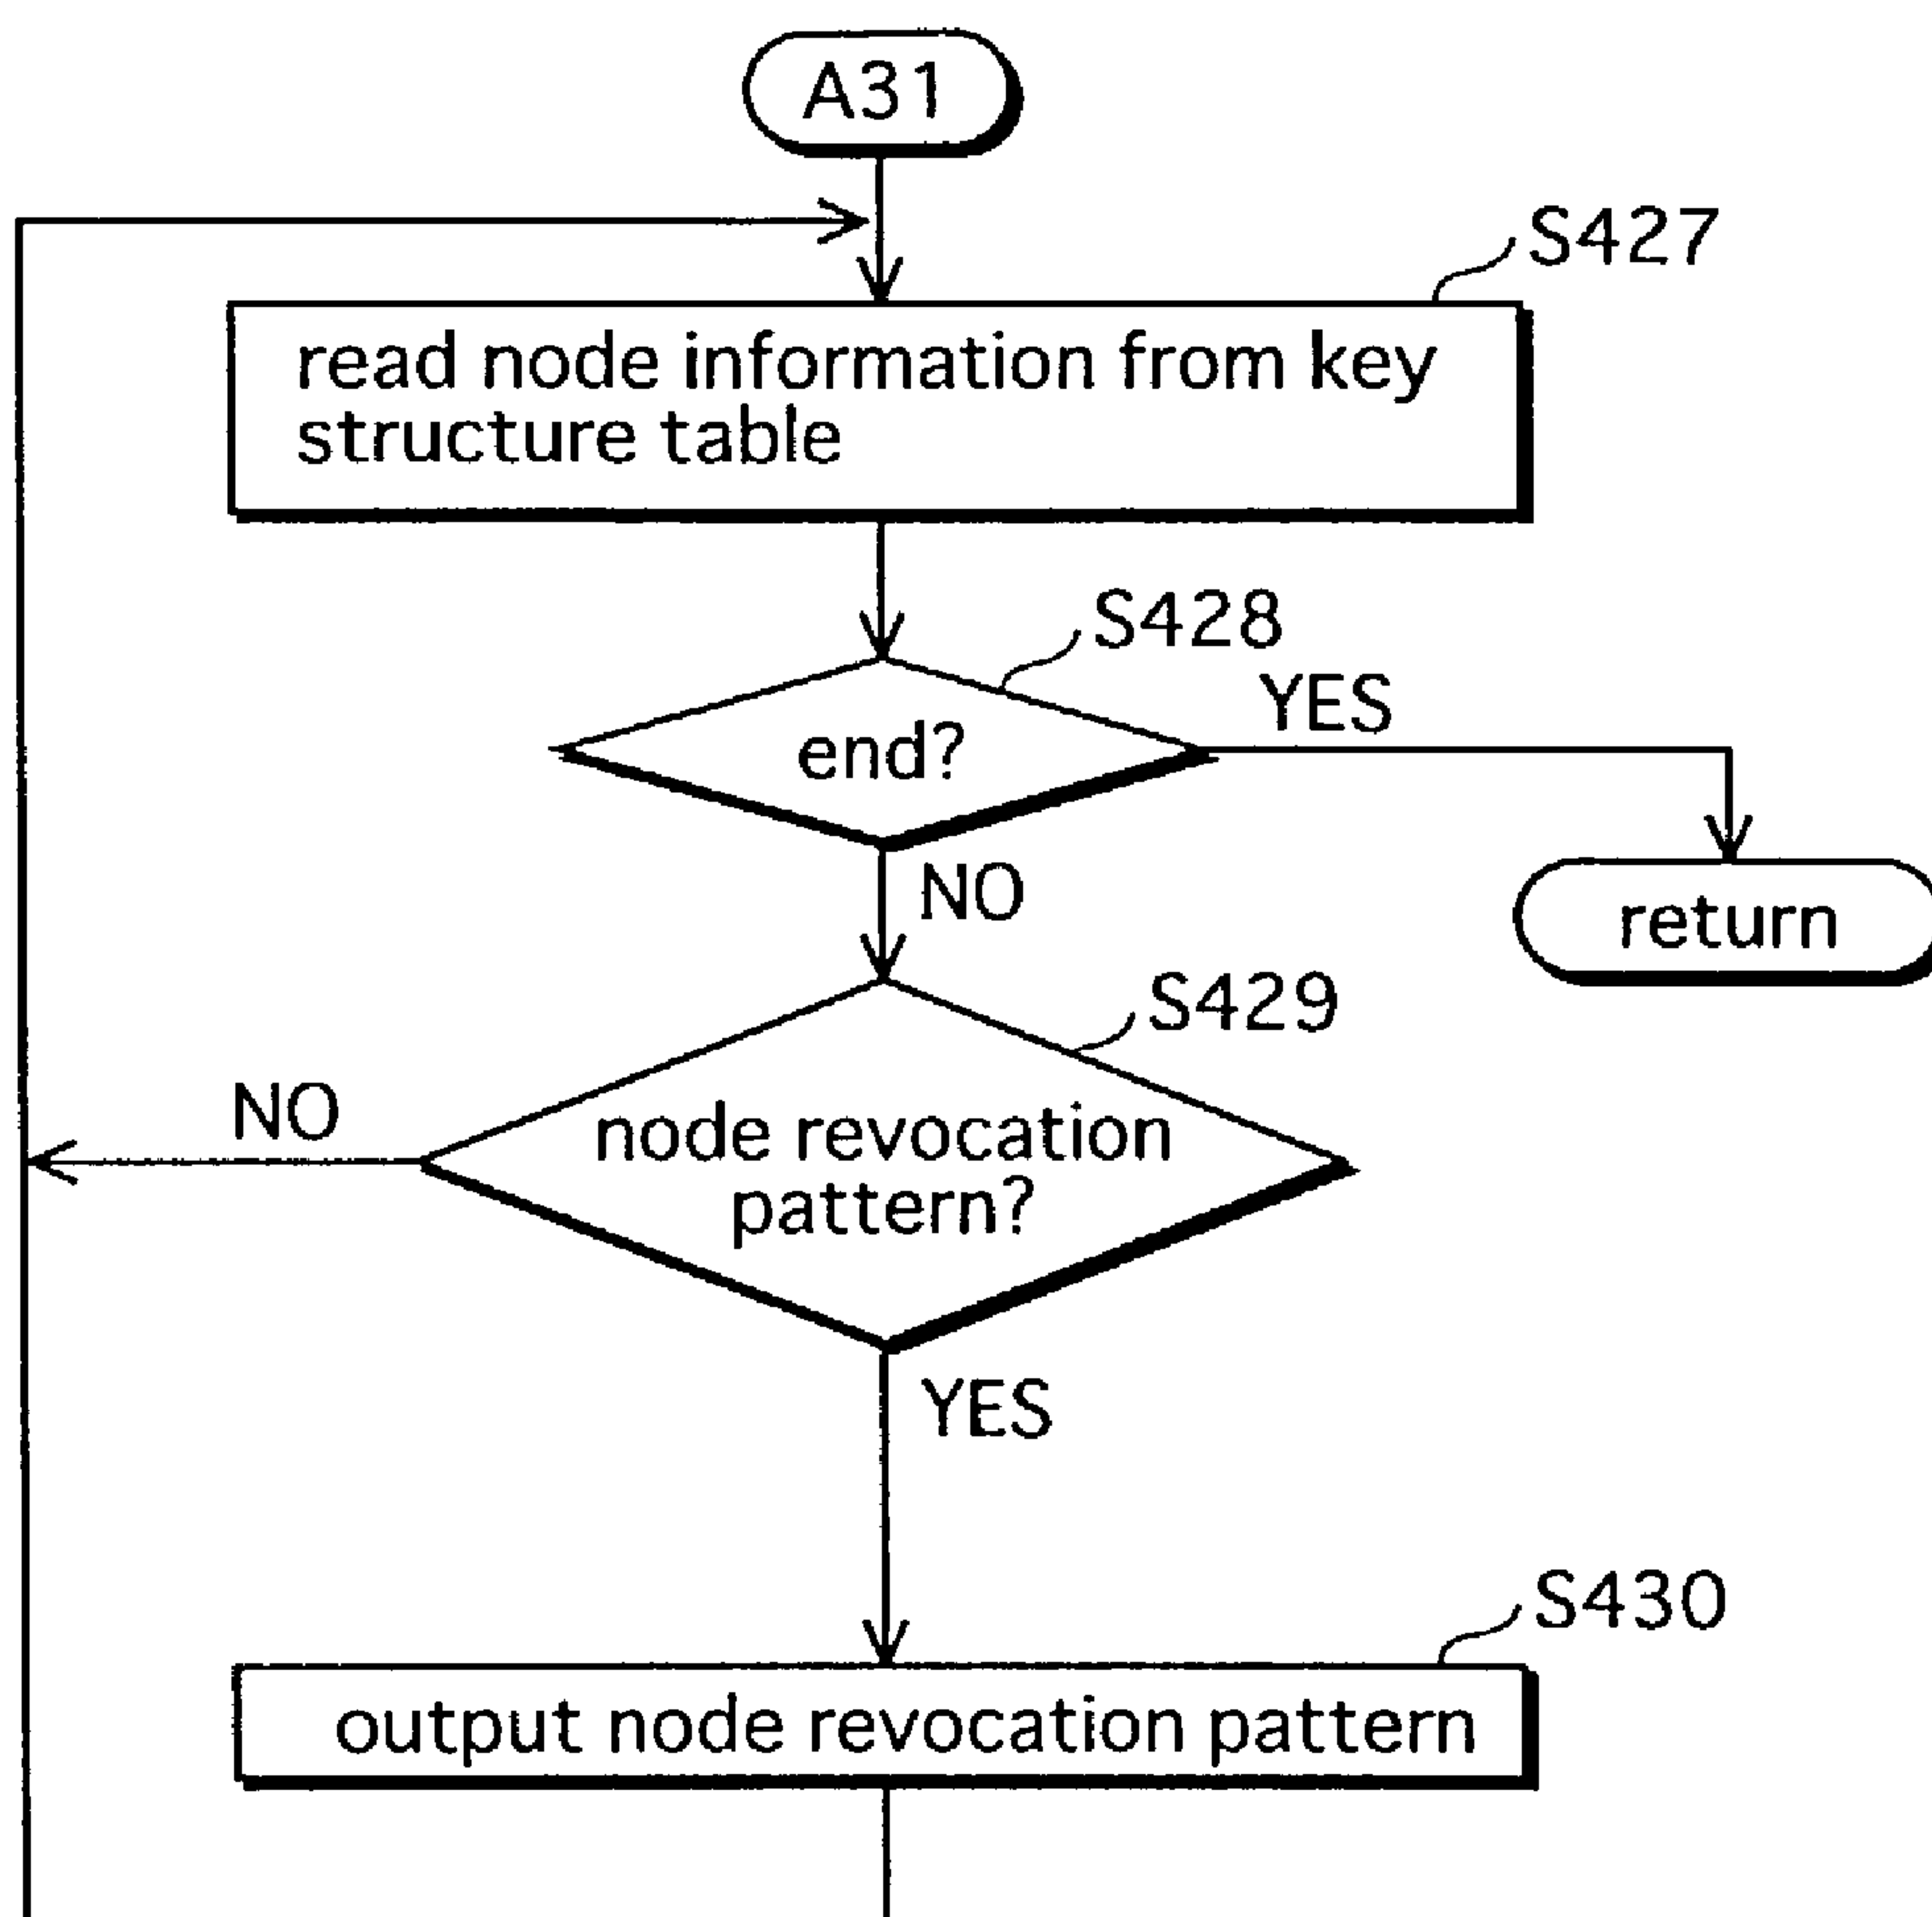 A31
S427
read node information from key
structure table
S428
end?
YES
NO
return
S429
node revocation
pattern?
NO
YES
S430
output node revocation pattern